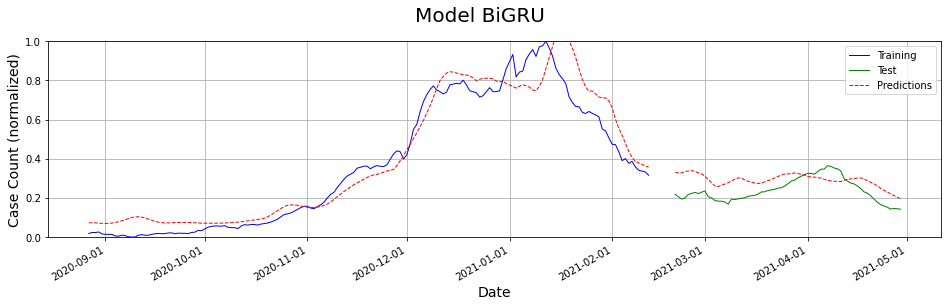 Model BiGRU
Case Count (normalized)
1.0
0.8
0.6
0.4
0.2
0.0
Training
Test
Predictions
2020-09-01
2020-10-01
2020-11-01
2020-12-01
2021-01-01
2021-02-01
2021-03-01
2021-04-01
2021-05-01
Date